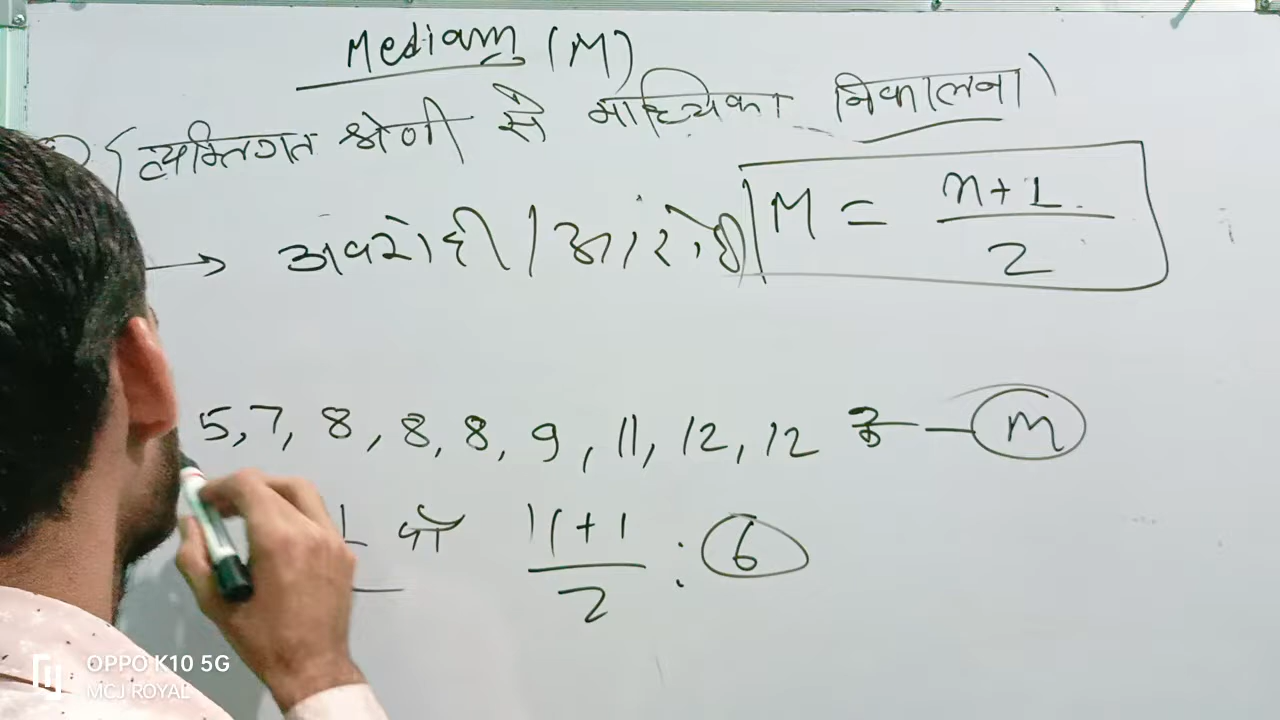 Median (M)
(व्यक्तिगत श्रेणी से माध्यिका निकालना)
→ अवरोही / आरोही M = n+1 / 2
5, 7, 8, 8, 8, 9, 11, 12, 12 — M
11+1 / 2 : 6
OPPO K10 5G
MCJ ROYAL